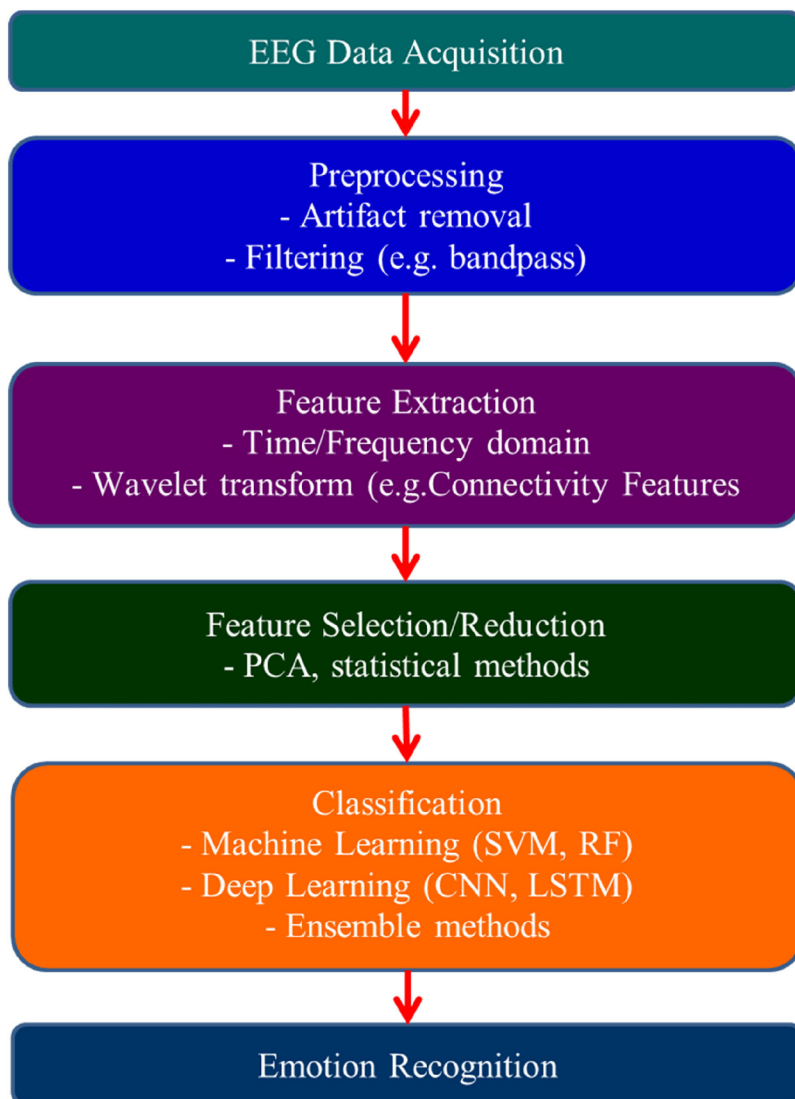 EEG Data Acquisition
Preprocessing
- Artifact removal
- Filtering (e.g. bandpass)
Feature Extraction
- Time/Frequency domain
- Wavelet transform (e.g.Connectivity Features
Feature Selection/Reduction
- PCA, statistical methods
Classification
- Machine Learning (SVM, RF)
- Deep Learning (CNN, LSTM)
- Ensemble methods
Emotion Recognition